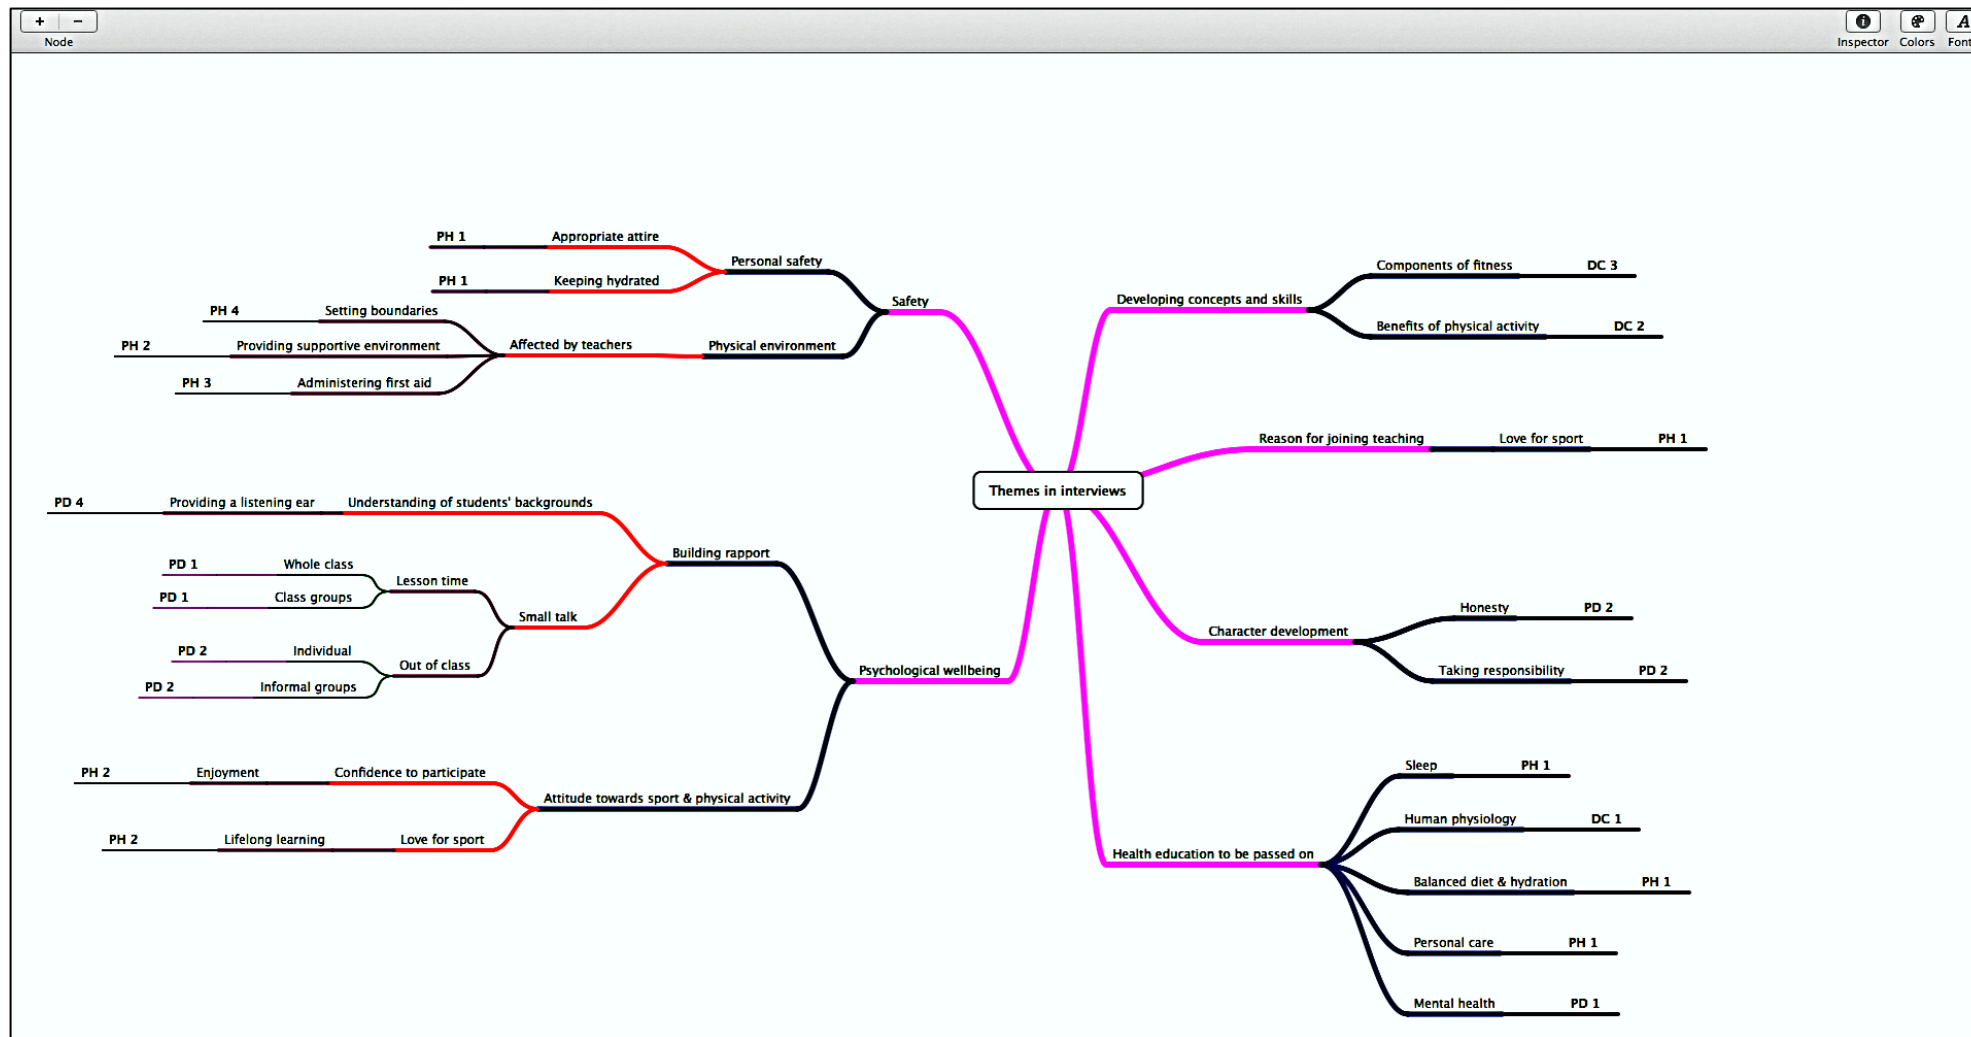 + −
Node
Inspector Colors Font
PH 1 Appropriate attire
Personal safety
PH 1 Keeping hydrated
Safety
PH 4 Setting boundaries
PH 2 Providing supportive environment Affected by teachers Physical environment
PH 3 Administering first aid
PD 4 Providing a listening ear Understanding of students' backgrounds
Building rapport
PD 1 Whole class
Lesson time
PD 1 Class groups
Small talk
PD 2 Individual
Out of class
PD 2 Informal groups
Psychological wellbeing
PH 2 Enjoyment Confidence to participate
Attitude towards sport & physical activity
PH 2 Lifelong learning Love for sport
Themes in interviews
Developing concepts and skills
Components of fitness DC 3
Benefits of physical activity DC 2
Reason for joining teaching Love for sport PH 1
Character development
Honesty PD 2
Taking responsibility PD 2
Health education to be passed on
Sleep PH 1
Human physiology DC 1
Balanced diet & hydration PH 1
Personal care PH 1
Mental health PD 1